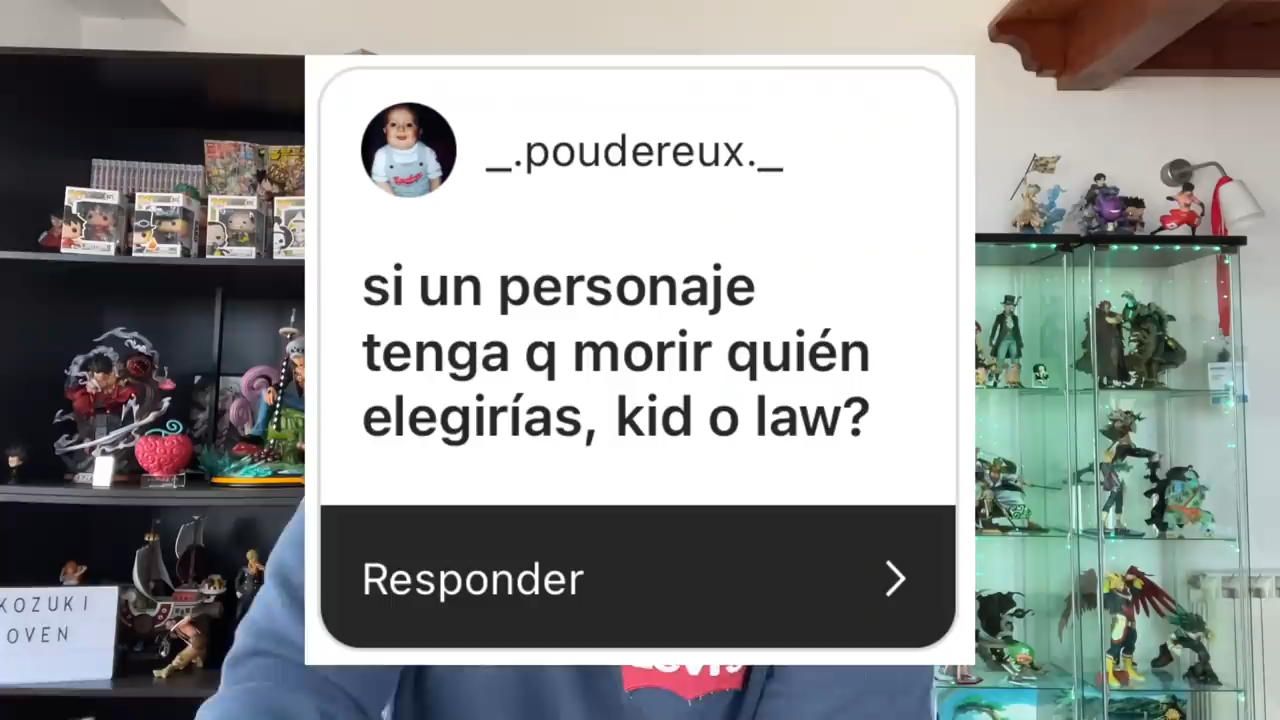 _.poudereux._
si un personaje
tenga q morir quién
elegirías, kid o law?
Responder
KOZUKI
OVEN